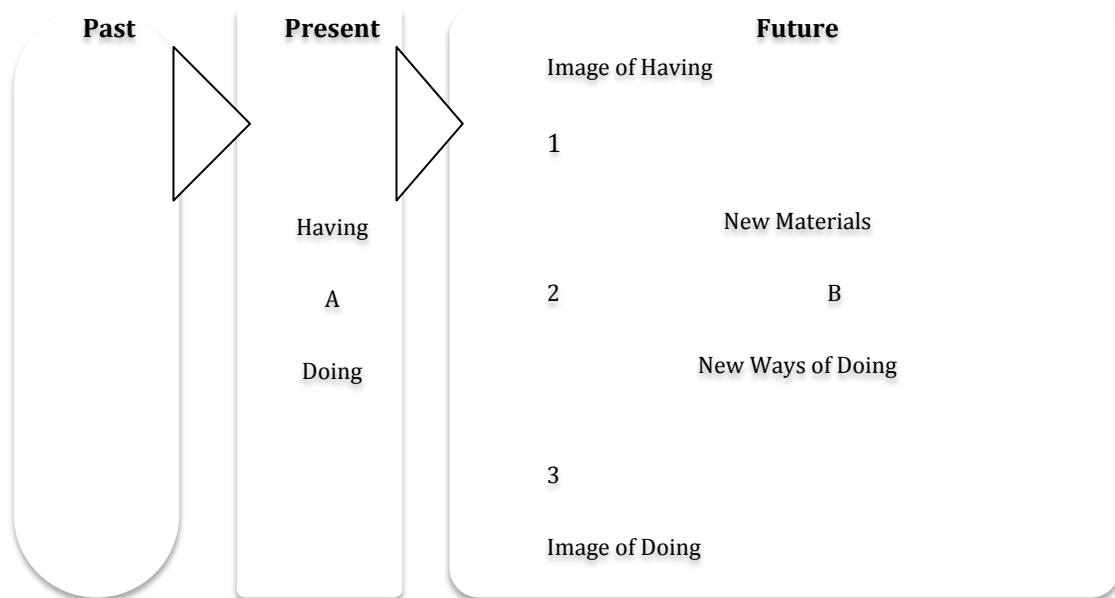 Past Present Future
Image of Having
1
Having New Materials
A 2 B
Doing New Ways of Doing
3
Image of Doing